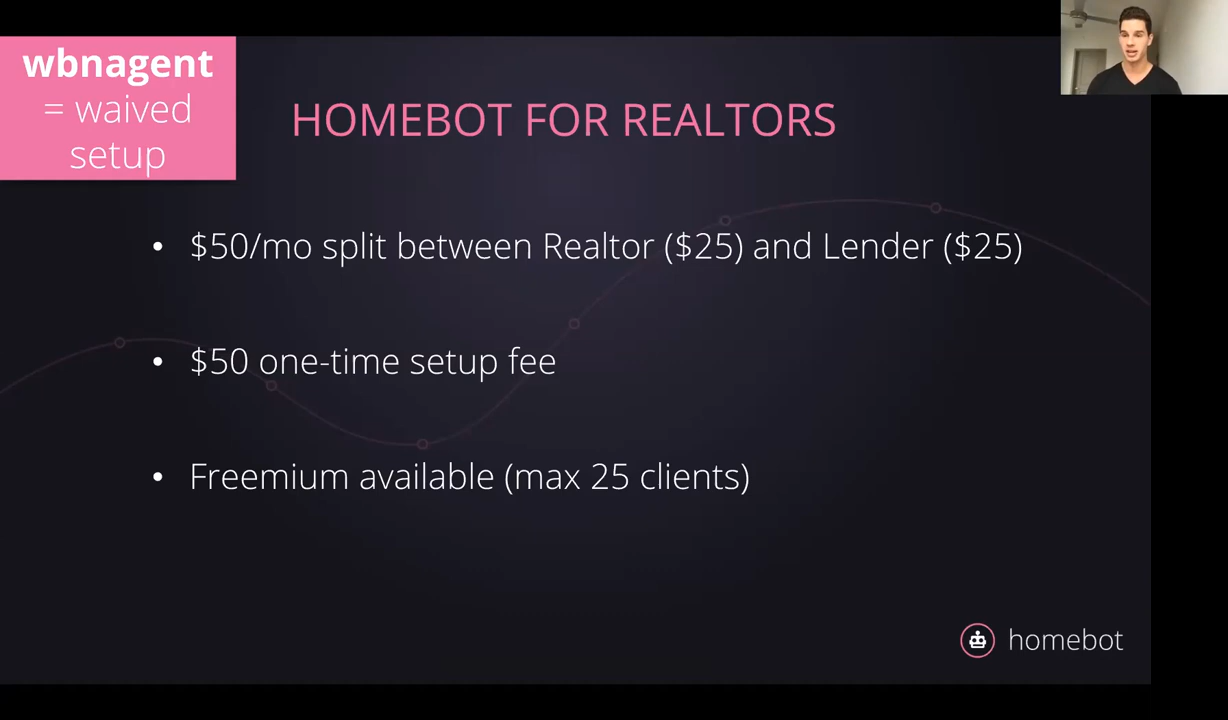 wbnagent
= waived
setup
HOMEBOT FOR REALTORS
• $50/mo split between Realtor ($25) and Lender ($25)
• $50 one-time setup fee
• Freemium available (max 25 clients)
homebot